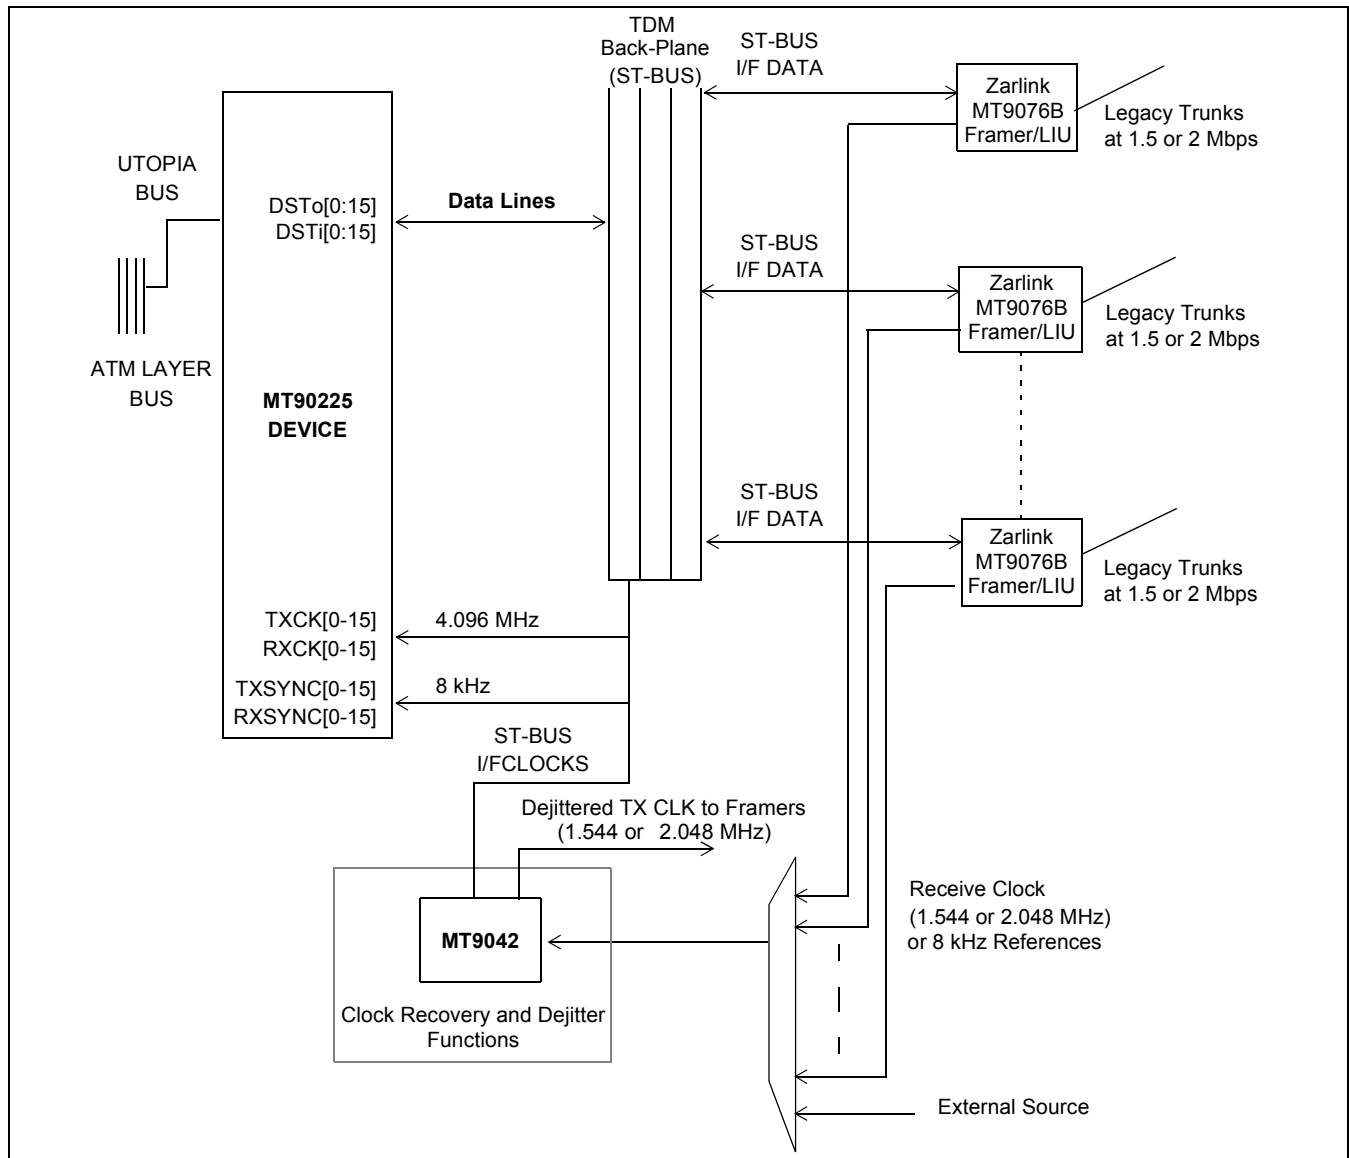 TDM
Back-Plane
(ST-BUS)
ST-BUS
I/F DATA
Zarlink
MT9076B
Framer/LIU
Legacy Trunks
at 1.5 or 2 Mbps
UTOPIA
BUS
DSTo[0:15]
DSTi[0:15]
Data Lines
ST-BUS
I/F DATA
Zarlink
MT9076B
Framer/LIU
Legacy Trunks
at 1.5 or 2 Mbps
ATM LAYER
BUS
MT90225
DEVICE
ST-BUS
I/F DATA
Zarlink
MT9076B
Framer/LIU
Legacy Trunks
at 1.5 or 2 Mbps
TXCK[0-15]
RXCK[0-15]
4.096 MHz
TXSYNC[0-15]
RXSYNC[0-15]
8 kHz
ST-BUS
I/FCLOCKS
Dejittered TX CLK to Framers
(1.544 or 2.048 MHz)
MT9042
Clock Recovery and Dejitter
Functions
Receive Clock
(1.544 or 2.048 MHz)
or 8 kHz References
External Source